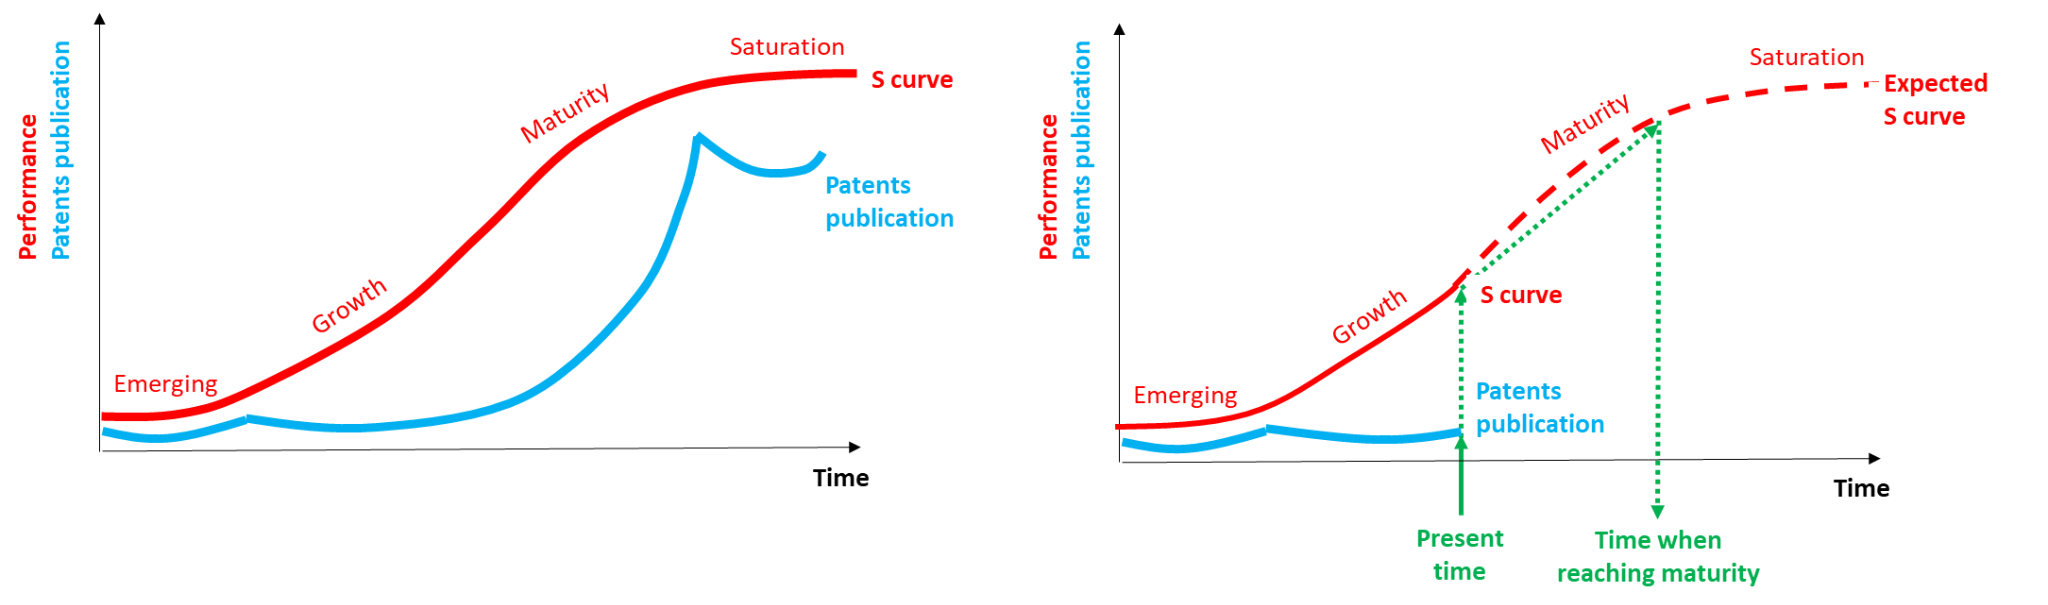 Performance
Patents publication
Emerging
Growth
Maturity
Saturation
S curve
Patents
publication
Time
Performance
Patents publication
Emerging
Growth
Maturity
Saturation
Expected
S curve
S curve
Patents
publication
Time
Present
time
Time when
reaching maturity